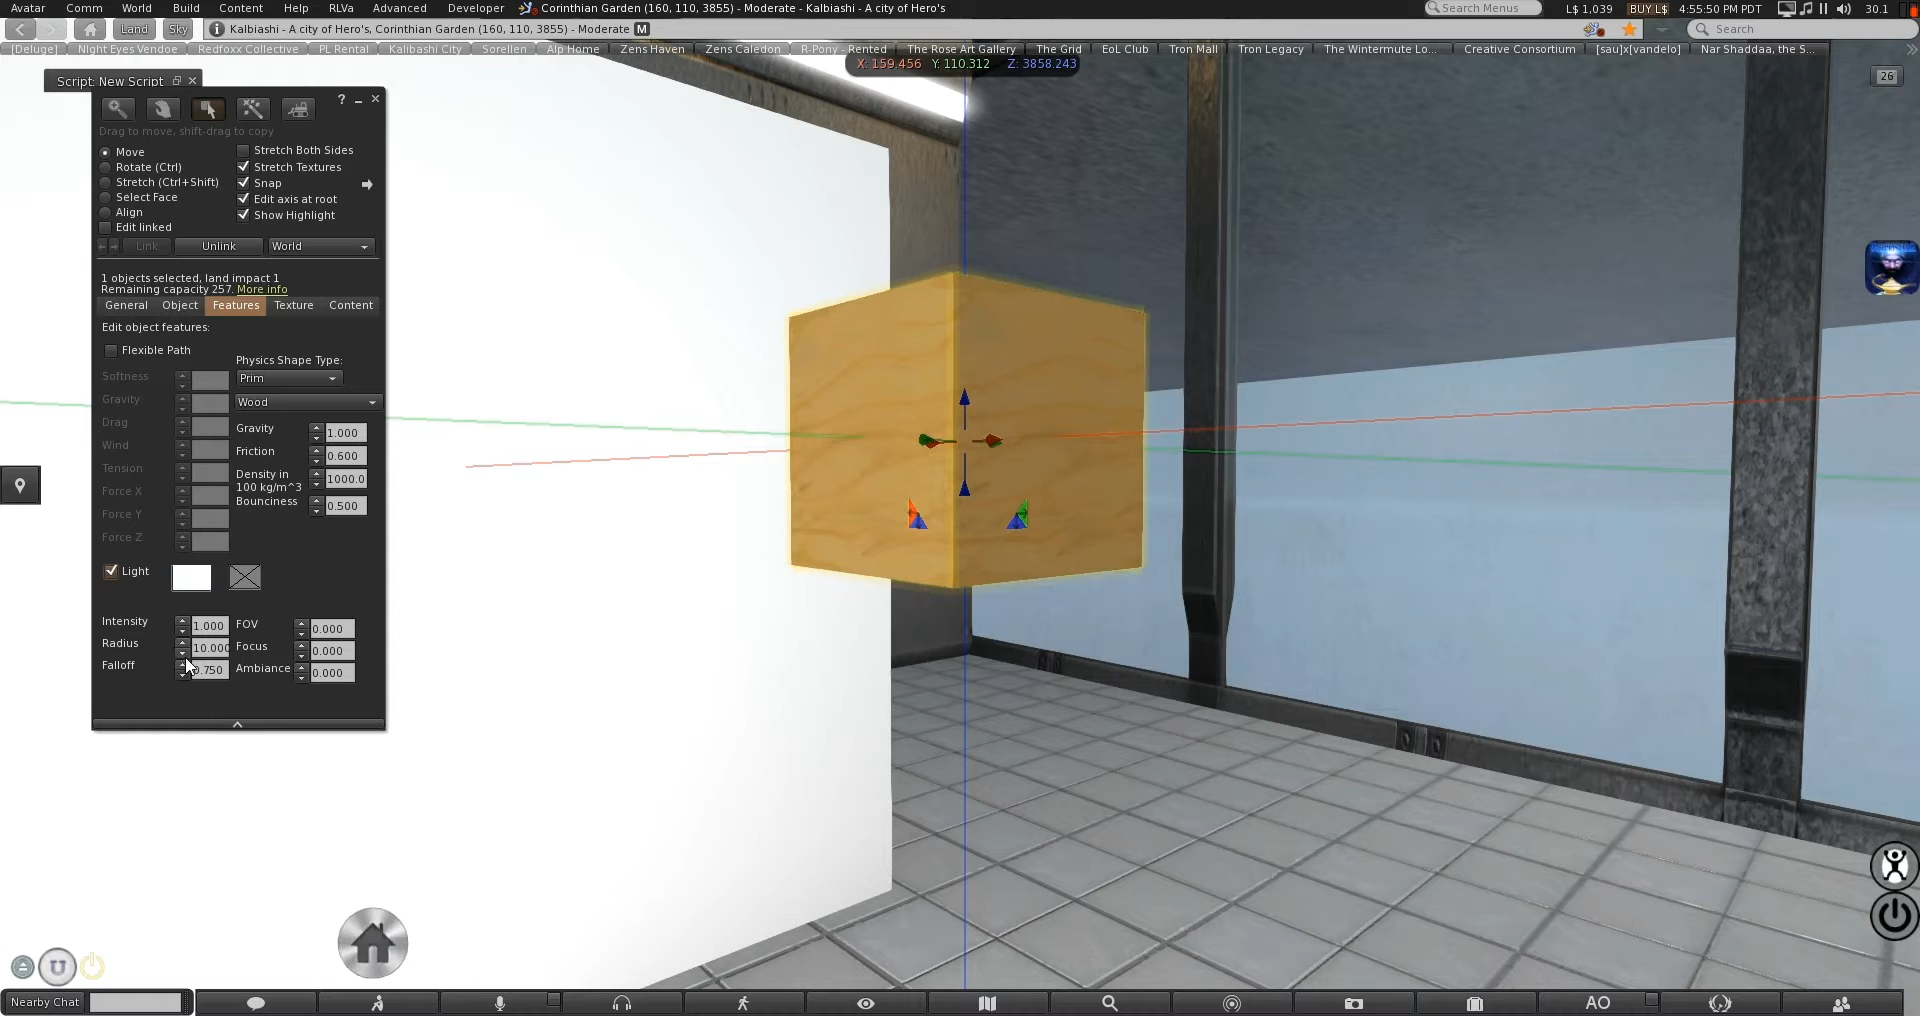 Avatar Comm World Build Content Help RLVa Advanced Developer Corinthian Garden (160, 110, 3855) - Moderate - Kalbiashi - A city of Hero's Search Menus L$ 1,039 BUY L$ 4:55:50 PM PDT 30.1
Land Sky Kalbiashi - A city of Hero's, Corinthian Garden (160, 110, 3855) - Moderate M Search
[Deluge] NIght Eyes Vendoe Redfoxx Collective PL Rental Kalibashi City Sorellen Alp Home Zens Haven Zens Caledon R-Pony - Rented The Rose Art Gallery The Grid EoL Club Tron Mall Tron Legacy The Wintermute Lo... Creative Consortium [sau]x[vandelo] Nar Shaddaa, the S...
X: 159.456 Y: 110.312 Z: 3858.243
26
Script: New Script
?
Drag to move, shift-drag to copy
Move Stretch Both Sides
Rotate (Ctrl) Stretch Textures
Stretch (Ctrl+Shift) Snap
Select Face Edit axis at root
Align Show Highlight
Edit linked
Link Unlink World
1 objects selected, land impact 1
Remaining capacity 257. More info
General Object Features Texture Content
Edit object features:
Flexible Path
Physics Shape Type:
Softness Prim
Gravity Wood
Drag Gravity 1.000
Wind Friction 0.600
Tension Density in 1000.0
100 kg/m^3
Force X Bounciness 0.500
Force Y
Force Z
Light
Intensity 1.000 FOV 0.000
Radius 10.000 Focus 0.000
Falloff 0.750 Ambiance 0.000
Nearby Chat AO